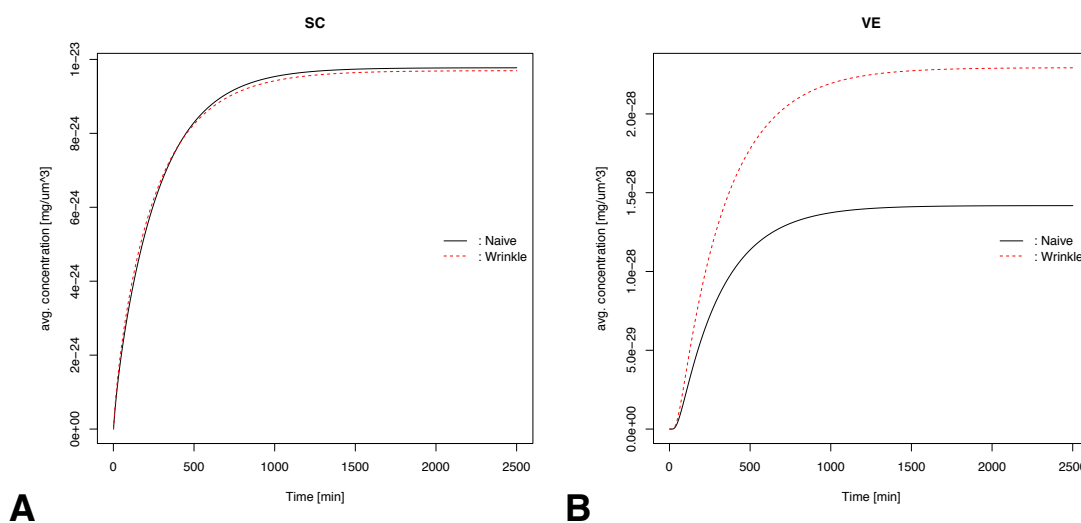 SC
avg. concentration [mg/um^3]
1e−23
8e−24
6e−24
4e−24
2e−24
0e+00
: Naive
: Wrinkle
0 500 1000 1500 2000 2500
Time [min]
A
VE
avg. concentration [mg/um^3]
2.0e−28
1.5e−28
1.0e−28
5.0e−29
0.0e+00
: Naive
: Wrinkle
0 500 1000 1500 2000 2500
Time [min]
B